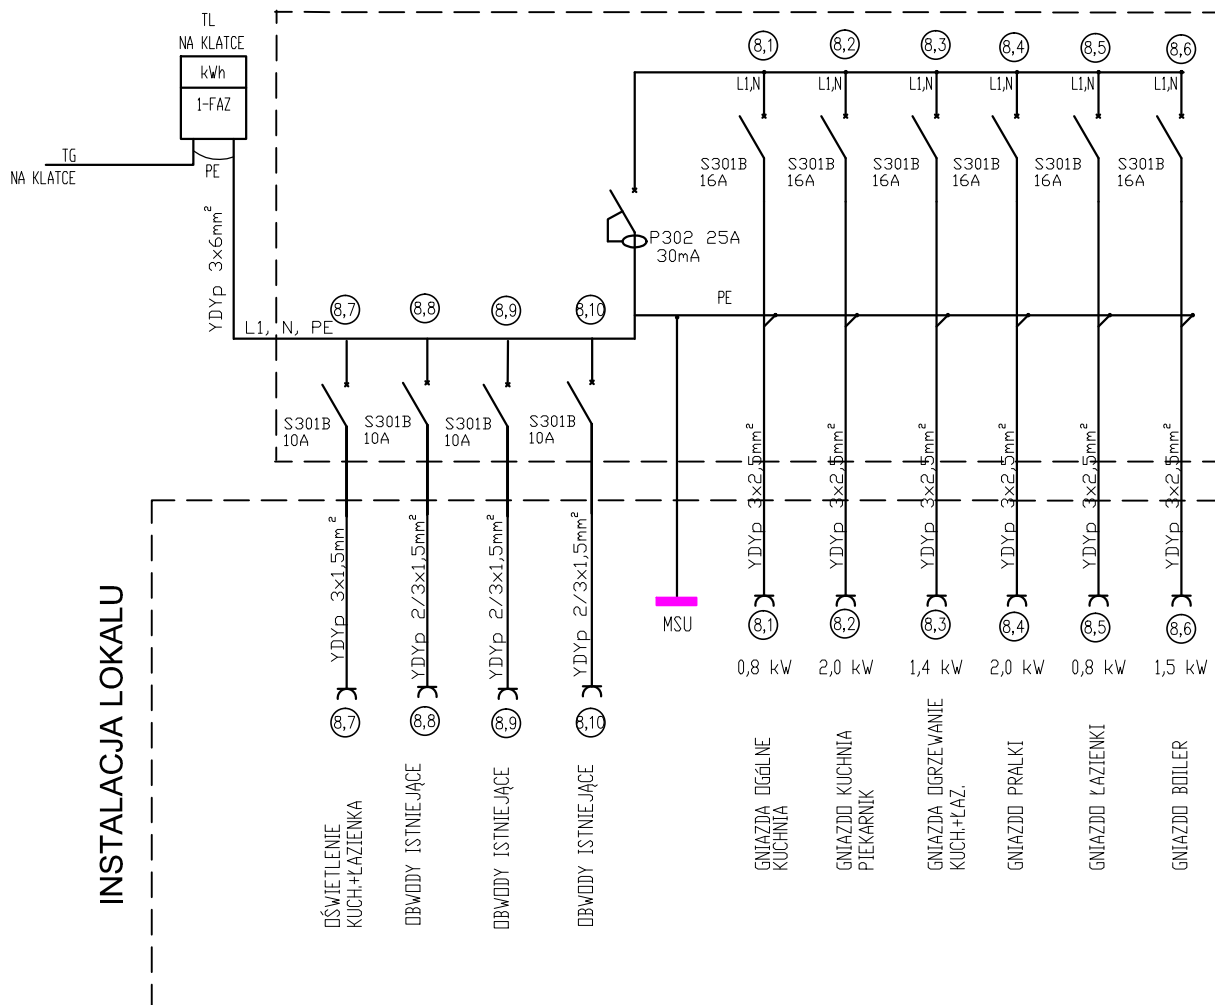 TL
NA KLATCE
kWh
1-FAZ
TG
NA KLATCE
PE
YDYp 3x6mm²
L1, N, PE
8,7
8,8
8,9
8,10
S301B
10A
S301B
10A
S301B
10A
S301B
10A
P302 25A
30mA
PE
8,1
8,2
8,3
8,4
8,5
8,6
L1,N
L1,N
L1,N
L1,N
L1,N
L1,N
S301B
16A
S301B
16A
S301B
16A
S301B
16A
S301B
16A
S301B
16A
YDYp 3x2,5mm²
YDYp 3x2,5mm²
YDYp 3x2,5mm²
YDYp 3x2,5mm²
YDYp 3x2,5mm²
YDYp 3x2,5mm²
YDYp 3x1,5mm²
YDYp 2/3x1,5mm²
YDYp 2/3x1,5mm²
YDYp 2/3x1,5mm²
INSTALACJA LOKALU
MSU
8,1
8,2
8,3
8,4
8,5
8,6
0,8 kW
2,0 kW
1,4 kW
2,0 kW
0,8 kW
1,5 kW
8,7
8,8
8,9
8,10
OŚWIETLENIE
KUCH.+ŁAZIENKA
OBWODY ISTNIEJĄCE
OBWODY ISTNIEJĄCE
OBWODY ISTNIEJĄCE
GNIAZDA OGÓLNE
KUCHNIA
GNIAZDO KUCHNIA
PIEKARNIK
GNIAZDA OGRZEWANIE
KUCH.+ŁAZ.
GNIAZDO PRALKI
GNIAZDO ŁAZIENKI
GNIAZDO BOILER